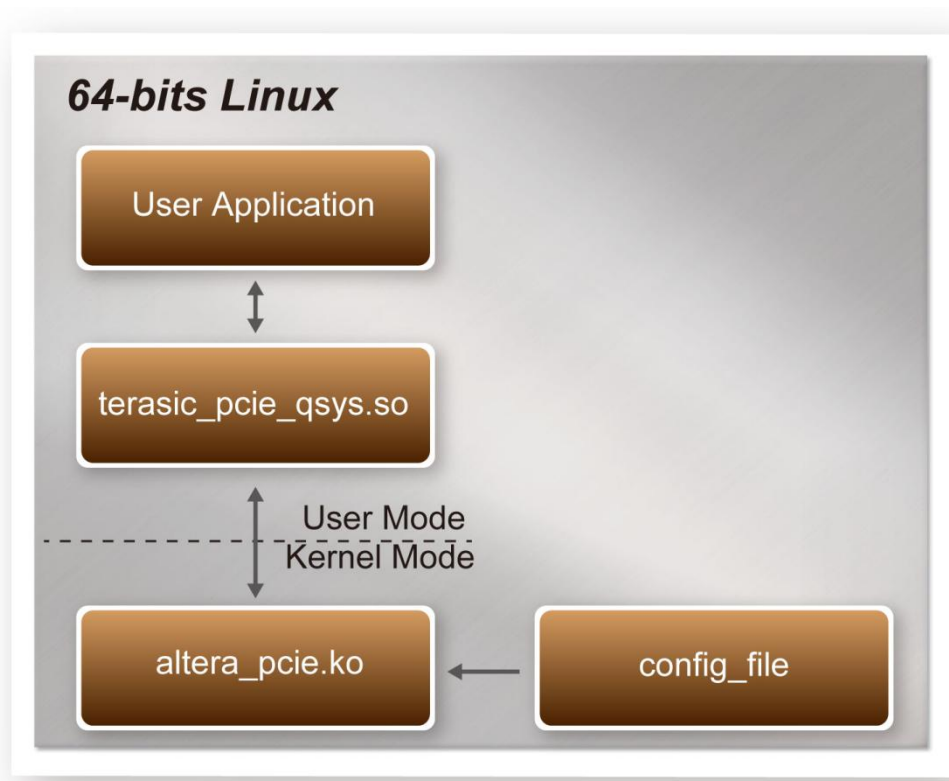 64-bits Linux
User Application
terasic_pcie_qsys.so
User Mode
Kernel Mode
altera_pcie.ko
config_file